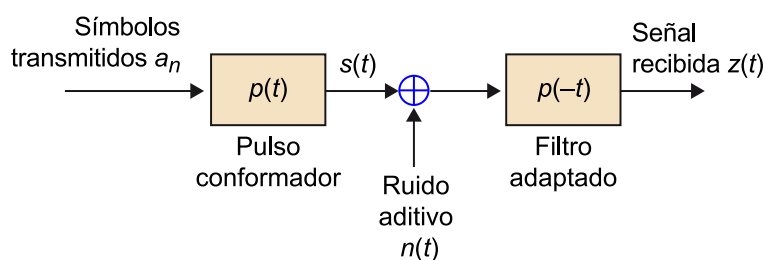 Símbolos
transmitidos aₙ
p(t)
Pulso
conformador
s(t)
Ruido
aditivo
n(t)
p(–t)
Filtro
adaptado
Señal
recibida z(t)